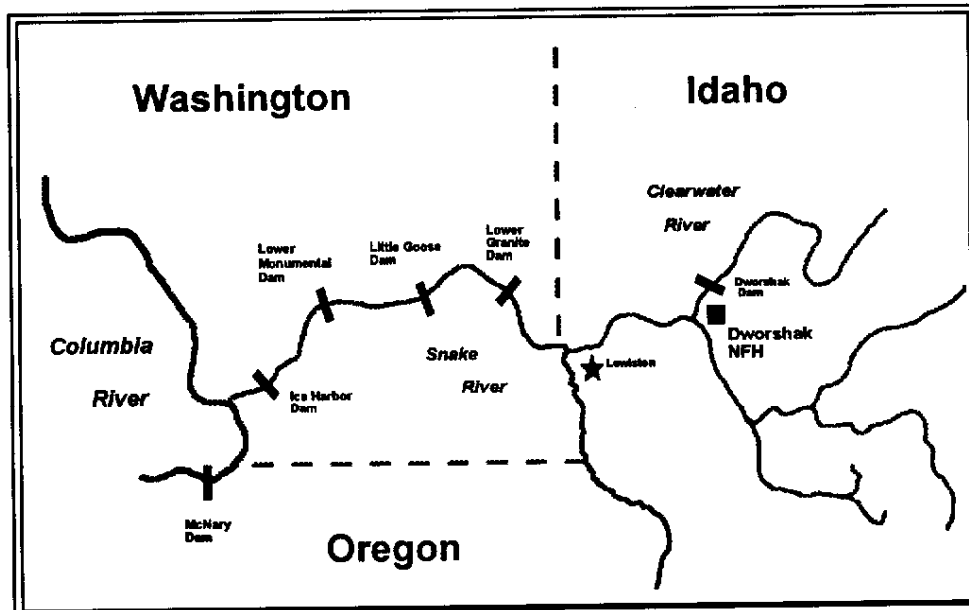 Washington
Idaho
Clearwater
River
Lower
Monumental
Dam
Little Goose
Dam
Lower
Granite
Dam
Dworshak
Dam
Dworshak
NFH
Columbia
River
Snake
River
Lewiston
Ice Harbor
Dam
McNary
Dam
Oregon